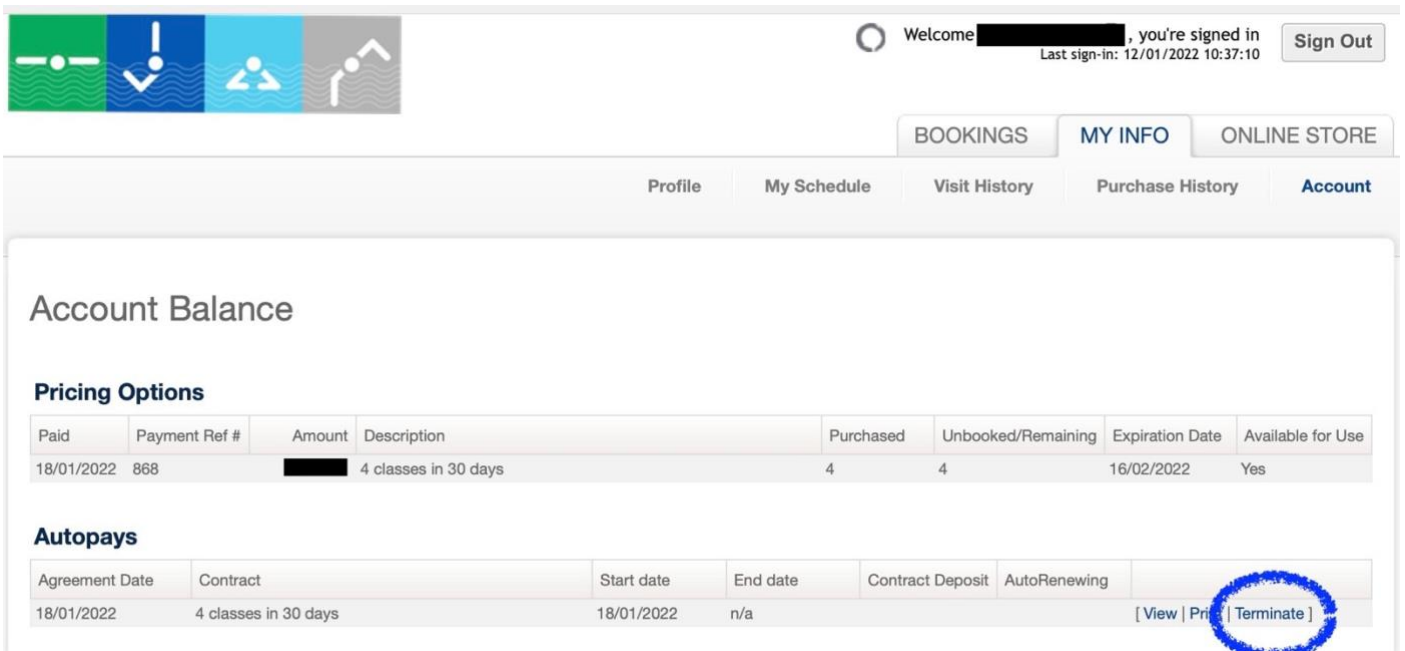 Welcome , you're signed in
Last sign-in: 12/01/2022 10:37:10
Sign Out
BOOKINGS MY INFO ONLINE STORE
Profile My Schedule Visit History Purchase History Account
Account Balance
Pricing Options
Paid Payment Ref # Amount Description Purchased Unbooked/Remaining Expiration Date Available for Use
18/01/2022 868 4 classes in 30 days 4 4 16/02/2022 Yes
Autopays
Agreement Date Contract Start date End date Contract Deposit AutoRenewing
18/01/2022 4 classes in 30 days 18/01/2022 n/a [ View | | Terminate ]